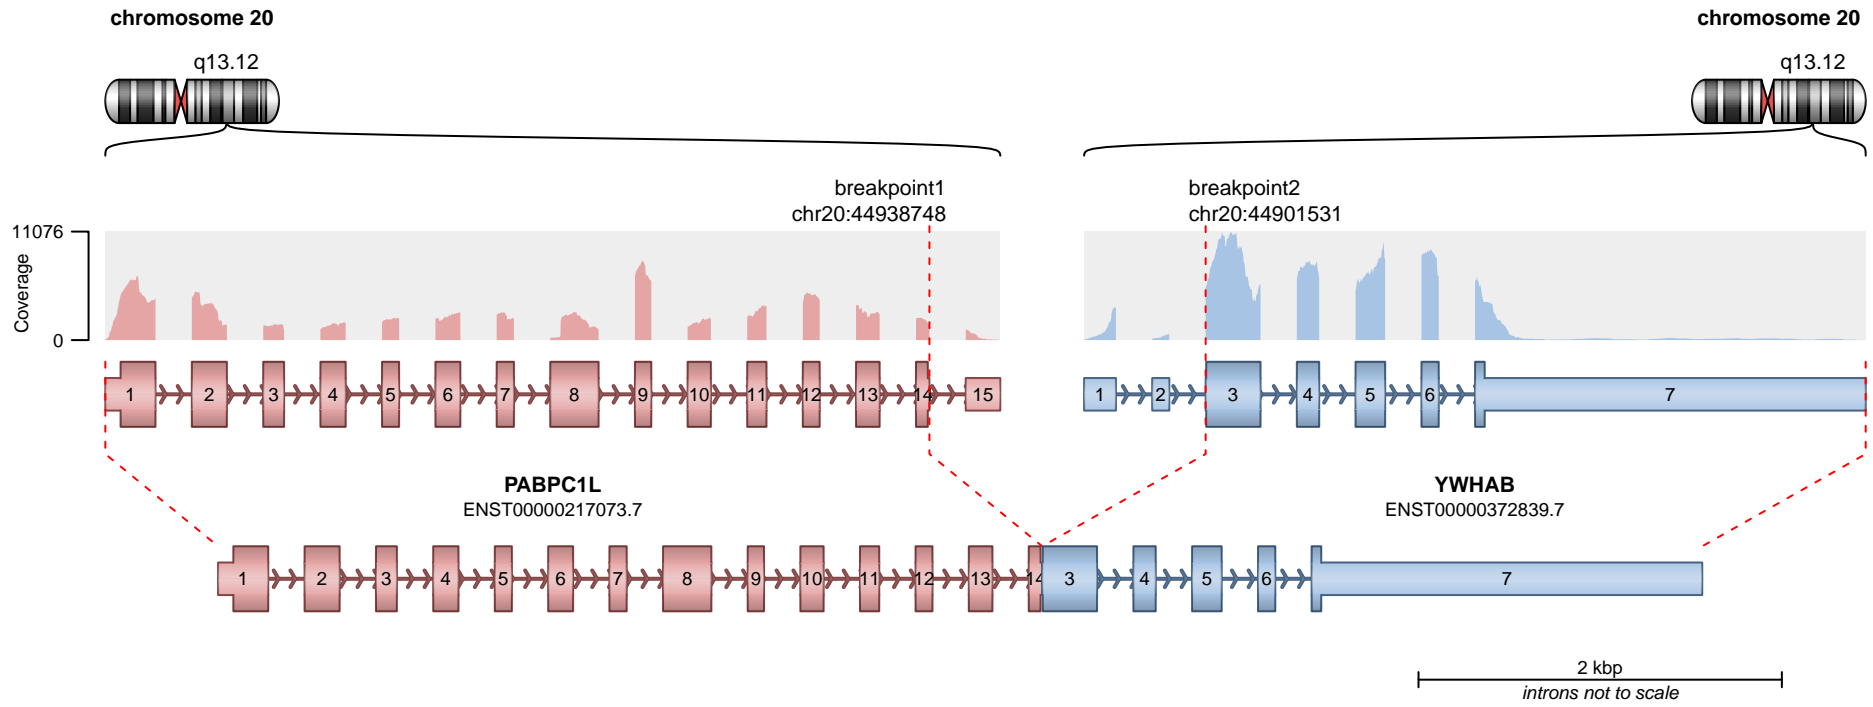 chromosome 20
chromosome 20
q13.12
q13.12
breakpoint1
chr20:44938748
breakpoint2
chr20:44901531
11076
Coverage
0
1 2 3 4 5 6 7 8 9 10 11 12 13 14 15
1 2 3 4 5 6 7
PABPC1L
ENST00000217073.7
YWHAB
ENST00000372839.7
1 2 3 4 5 6 7 8 9 10 11 12 13 14 3 4 5 6 7
2 kbp
introns not to scale